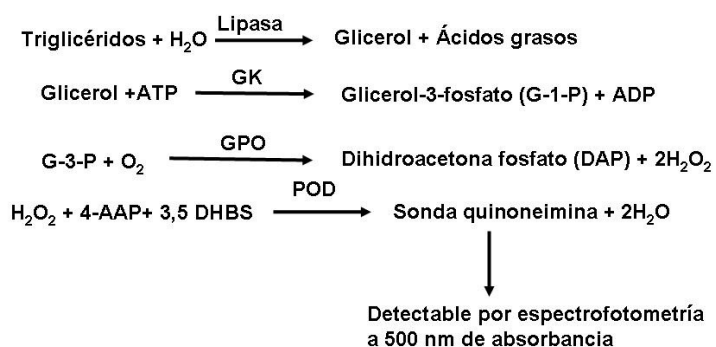 Triglicéridos + H2O Lipasa Glicerol + Ácidos grasos
Glicerol +ATP GK Glicerol-3-fosfato (G-1-P) + ADP
G-3-P + O2 GPO Dihidroacetona fosfato (DAP) + 2H2O2
H2O2 + 4-AAP+ 3,5 DHBS POD Sonda quinoneimina + 2H2O
Detectable por espectrofotometría
a 500 nm de absorbancia